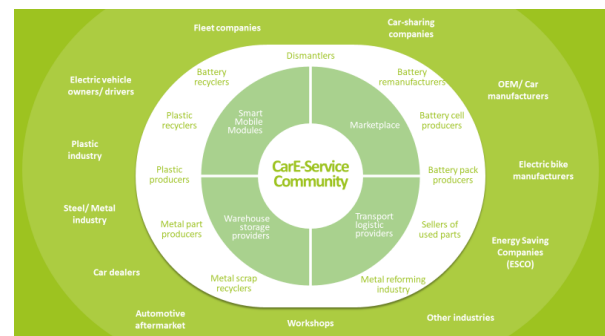 Fleet companies
Car-sharing
companies
Dismantlers
Electric vehicle
owners/ drivers
Battery
recyclers
Battery
remanufacturers
OEM/ Car
manufacturers
Smart
Mobile
Modules
Marketplace
Plastic
recyclers
Battery cell
producers
Plastic
industry
CarE-Service
Community
Plastic
producers
Battery pack
producers
Electric bike
manufacturers
Steel/ Metal
industry
Metal part
producers
Warehouse
storage
providers
Transport
logistic
providers
Sellers of
used parts
Energy Saving
Companies
(ESCO)
Car dealers
Metal scrap
recyclers
Metal reforming
industry
Automotive
aftermarket
Workshops
Other industries